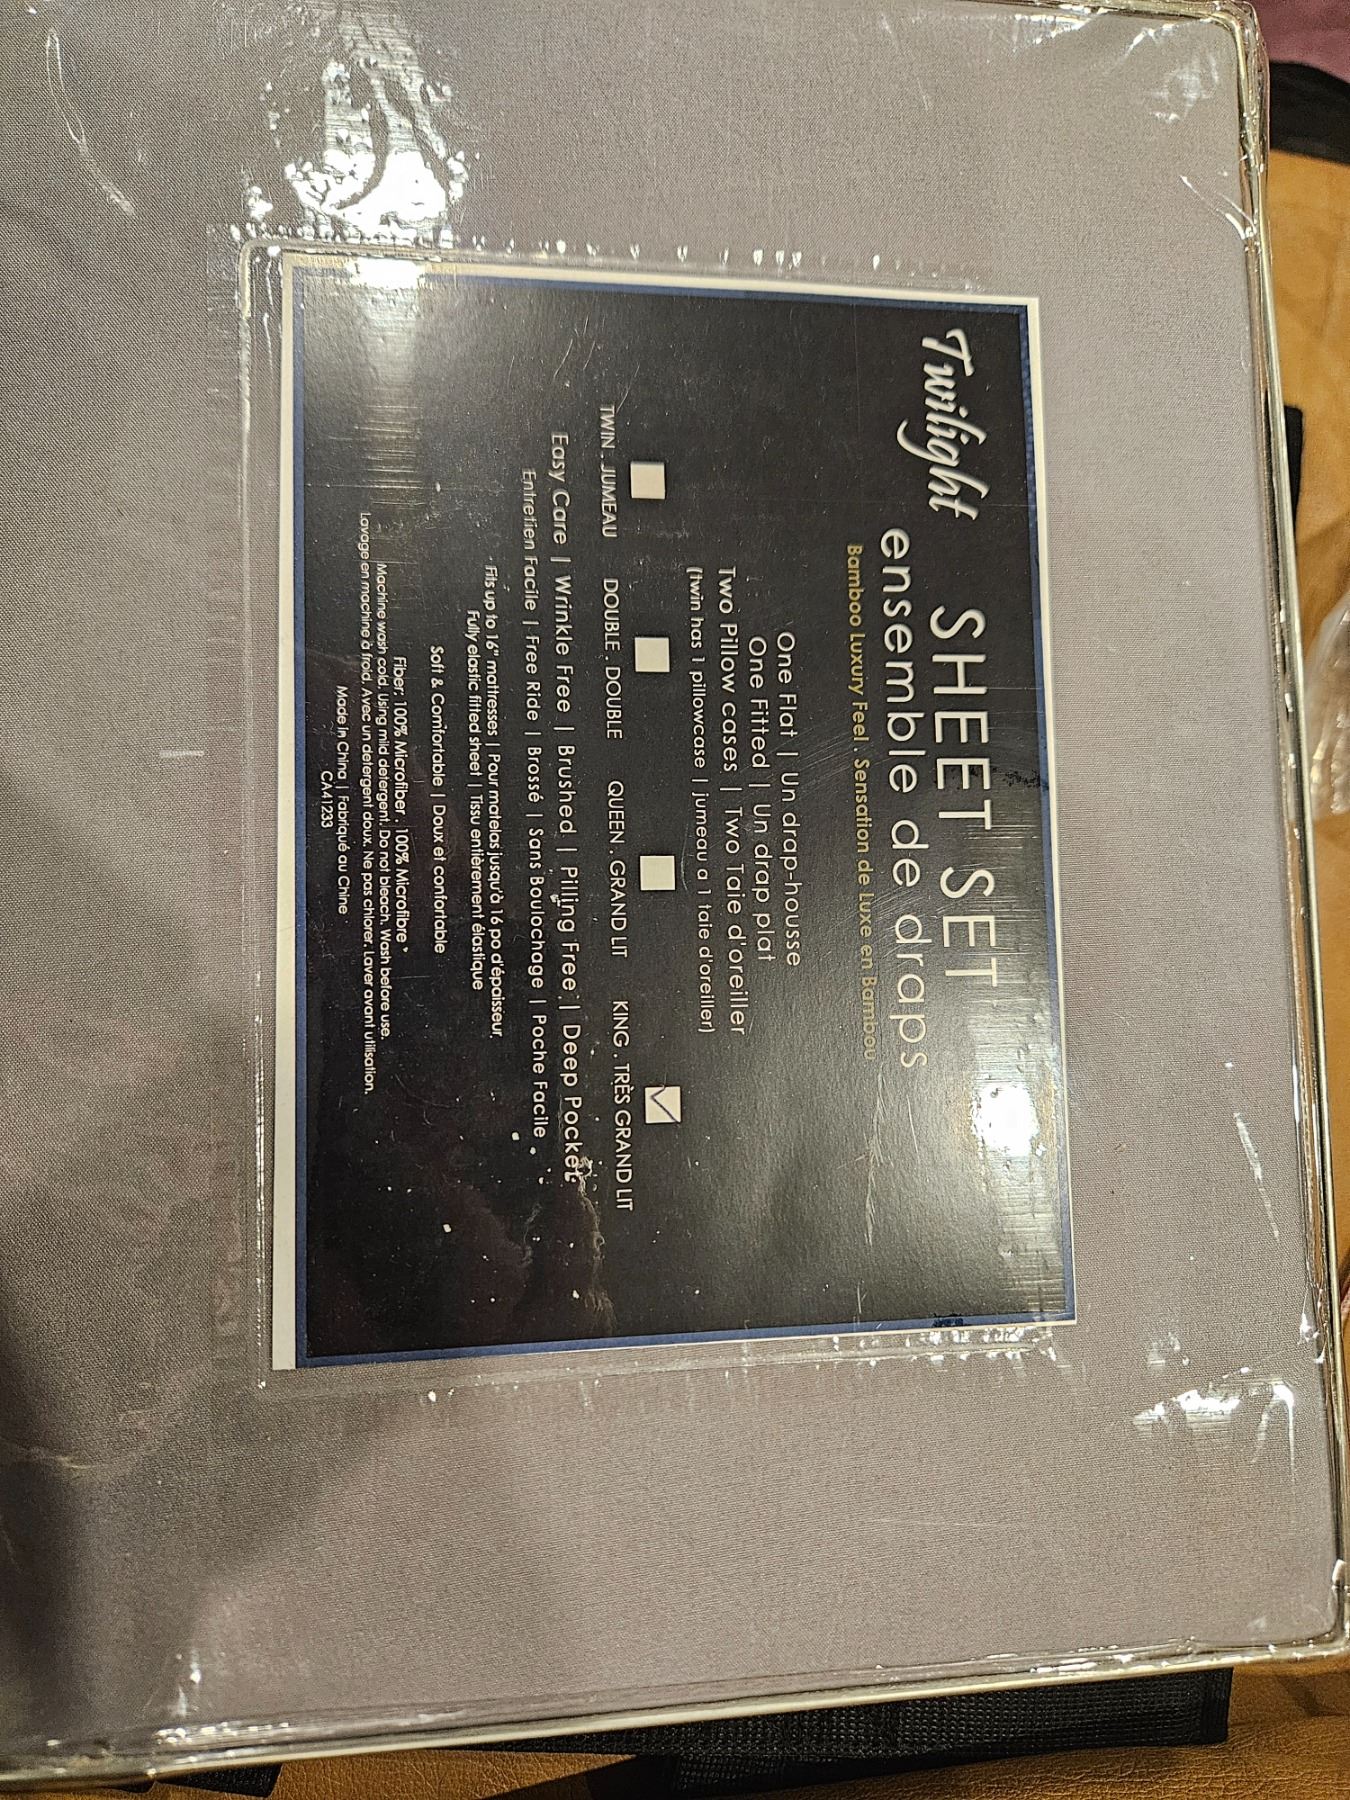 Twilight SHEET SET
ensemble de draps
Bamboo Luxury Feel . Sensation de Luxe en Bambou
One Flat | Un drap-housse
One Fitted | Un drap plat
Two Pillow cases | Two Taie d'oreiller
(twin has 1 pillowcase | jumeau a 1 taie d'oreiller)
TWIN . JUMEAU DOUBLE . DOUBLE QUEEN . GRAND LIT KING . TRÈS GRAND LIT
Easy Care | Wrinkle Free | Brushed | Pilling Free | Deep Pocket
Entretien Facile | Free Ride | Brossé | Sans Boulochage | Poche Facile
Fits up to 16" mattresses | Pour matelas jusqu'à 16 po d'épaisseur.
Fully elastic fitted sheet | Tissu entièrement élastique
Soft & Comfortable | Doux et confortable
Fiber: 100% Microfiber . 100% Microfibre
Machine wash cold. Using mild detergent. Do not bleach. Wash before use.
Lavage en machine à froid. Avec un detergent doux. Ne pas chlorer. Laver avant utilisation.
Made in China | Fabriqué au Chine
CA41233